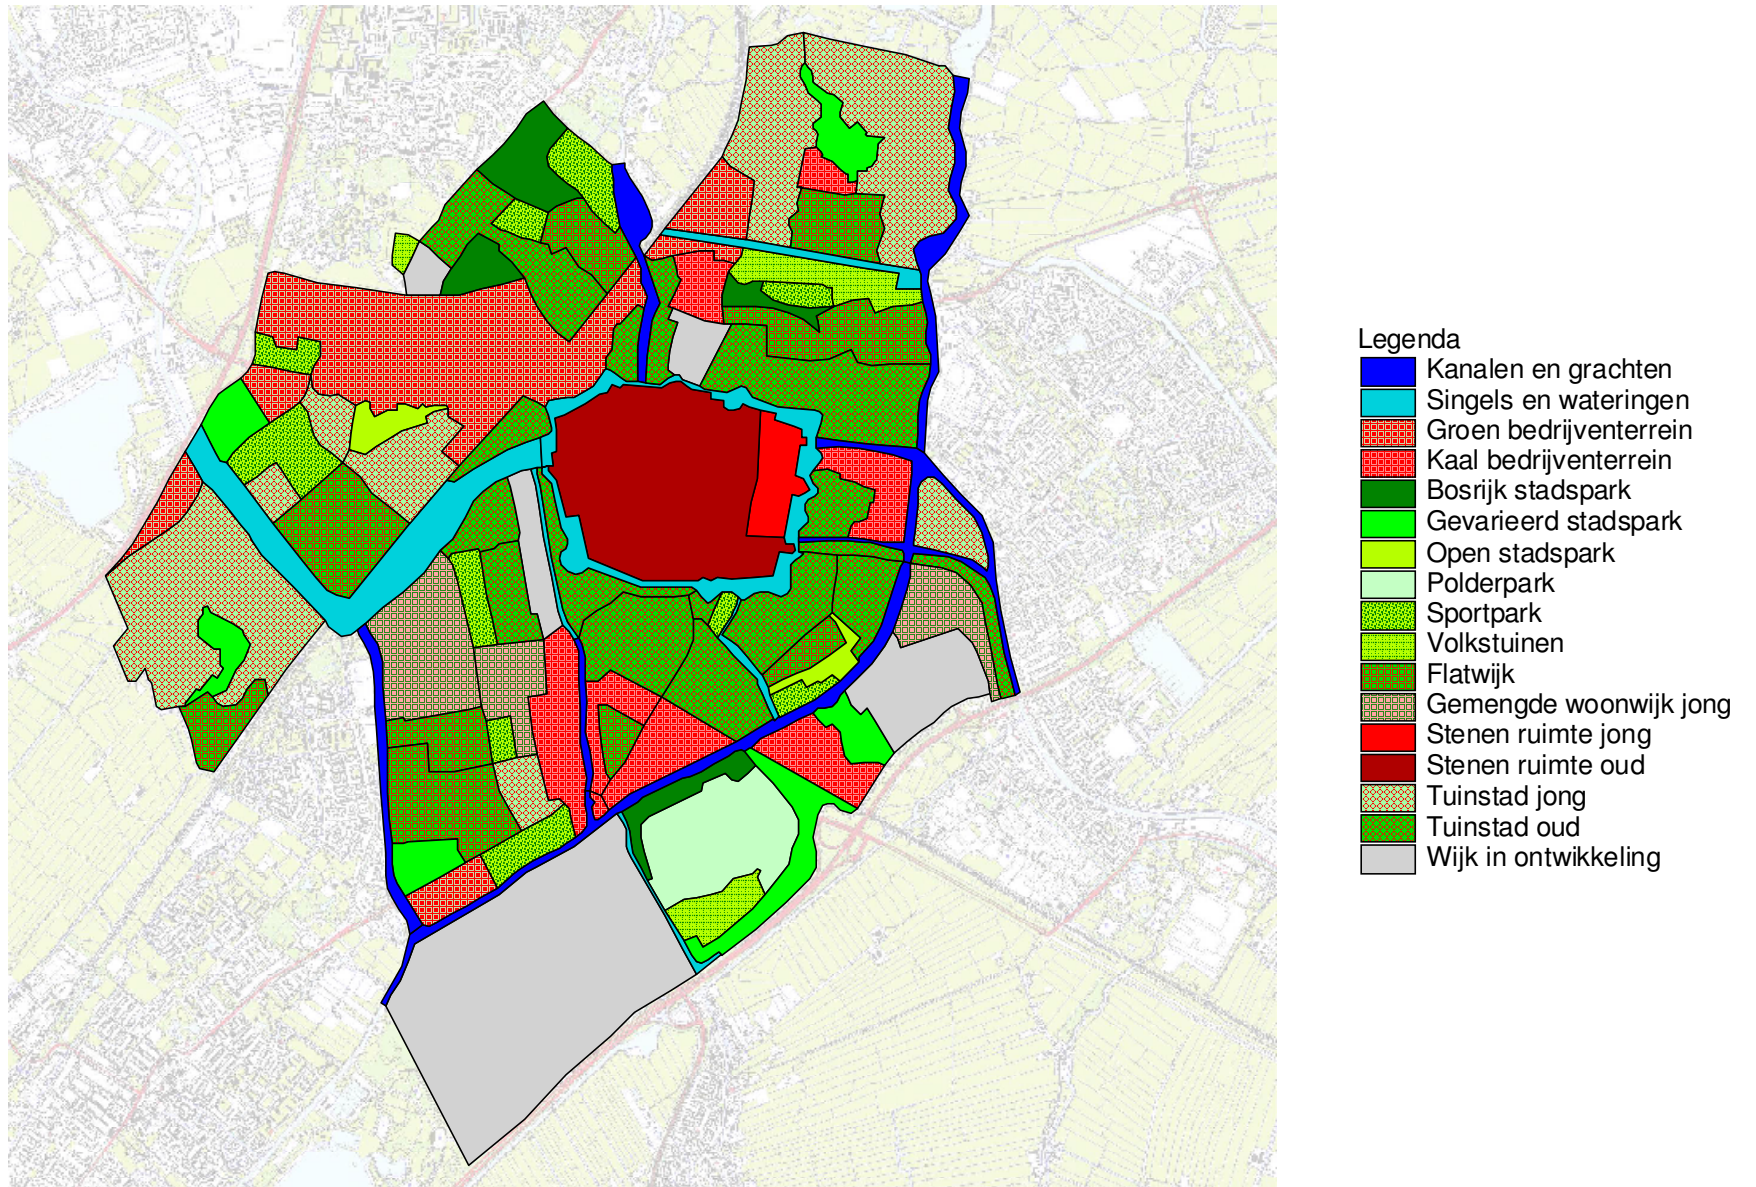 Legenda
Kanalen en grachten
Singels en wateringen
Groen bedrijventerrein
Kaal bedrijventerrein
Bosrijk stadspark
Gevarieerd stadspark
Open stadspark
Polderpark
Sportpark
Volkstuinen
Flatwijk
Gemengde woonwijk jong
Stenen ruimte jong
Stenen ruimte oud
Tuinstad jong
Tuinstad oud
Wijk in ontwikkeling